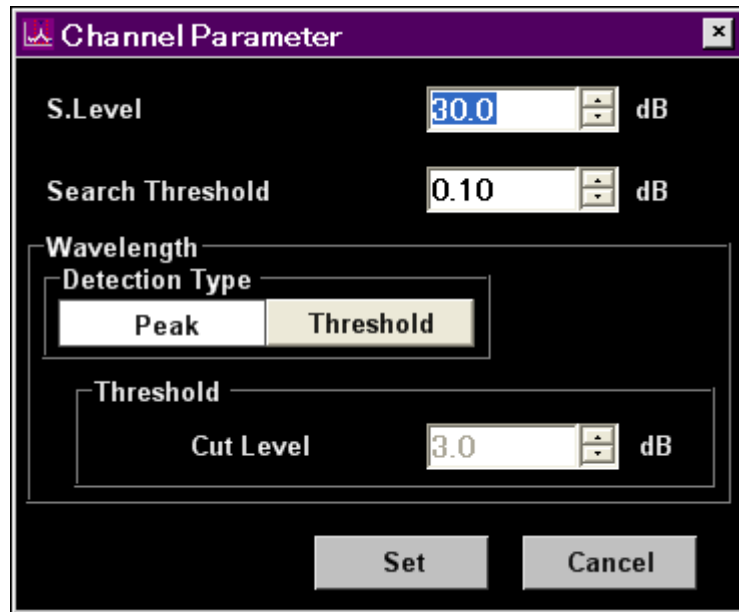 Channel Parameter
S.Level 30.0 dB
Search Threshold 0.10 dB
Wavelength
Detection Type
Peak Threshold
Threshold
Cut Level 3.0 dB
Set Cancel